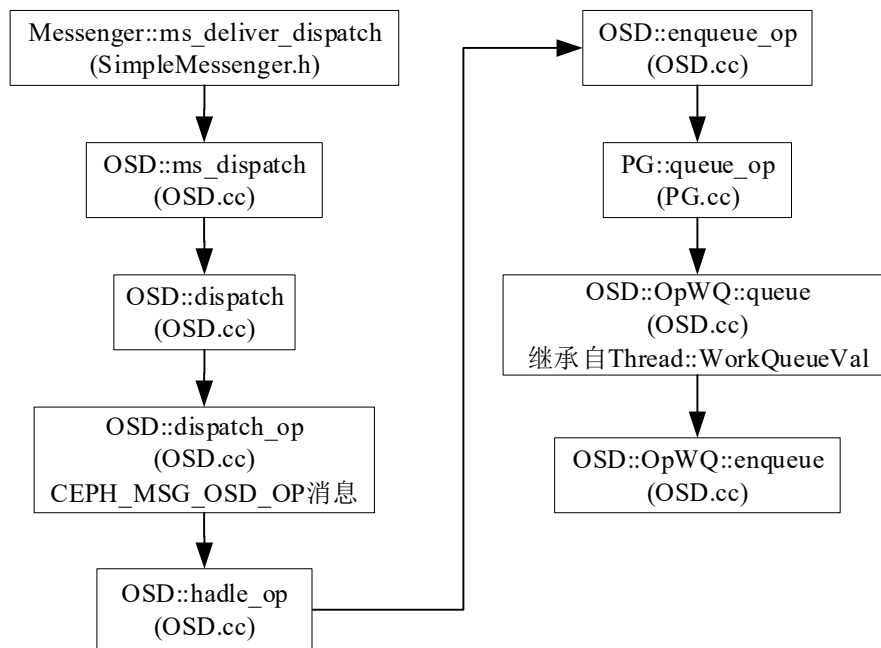 Messenger::ms_deliver_dispatch
(SimpleMessenger.h)
OSD::ms_dispatch
(OSD.cc)
OSD::dispatch
(OSD.cc)
OSD::dispatch_op
(OSD.cc)
CEPH_MSG_OSD_OP消息
OSD::hadle_op
(OSD.cc)
OSD::enqueue_op
(OSD.cc)
PG::queue_op
(PG.cc)
OSD::OpWQ::queue
(OSD.cc)
继承自Thread::WorkQueueVal
OSD::OpWQ::enqueue
(OSD.cc)